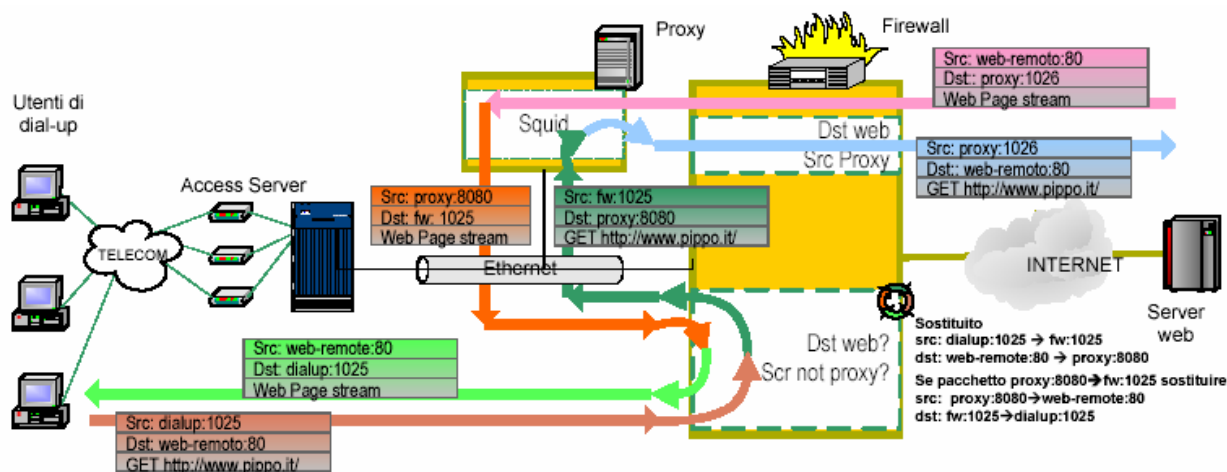 Proxy
Firewall
Utenti di
dial-up
Access Server
TELECOM
Squid
Src: web-remoto:80
Dst:: proxy:1026
Web Page stream
Dst web
Src Proxy
Src: proxy:1026
Dst:: web-remoto:80
GET http://www.pippo.it/
Src: proxy:8080
Dst: fw: 1025
Web Page stream
Src: fw:1025
Dst: proxy:8080
GET http://www.pippo.it/
Ethernet
INTERNET
Server
web
Dst web?
Scr not proxy?
Sostituito
src: dialup:1025 → fw:1025
dst: web-remote:80 → proxy:8080
Se pacchetto proxy:8080→fw:1025 sostituire
src: proxy:8080→web-remote:80
dst: fw:1025→dialup:1025
Src: web-remote:80
Dst: dialup:1025
Web Page stream
Src: dialup:1025
Dst: web-remoto:80
GET http://www.pippo.it/